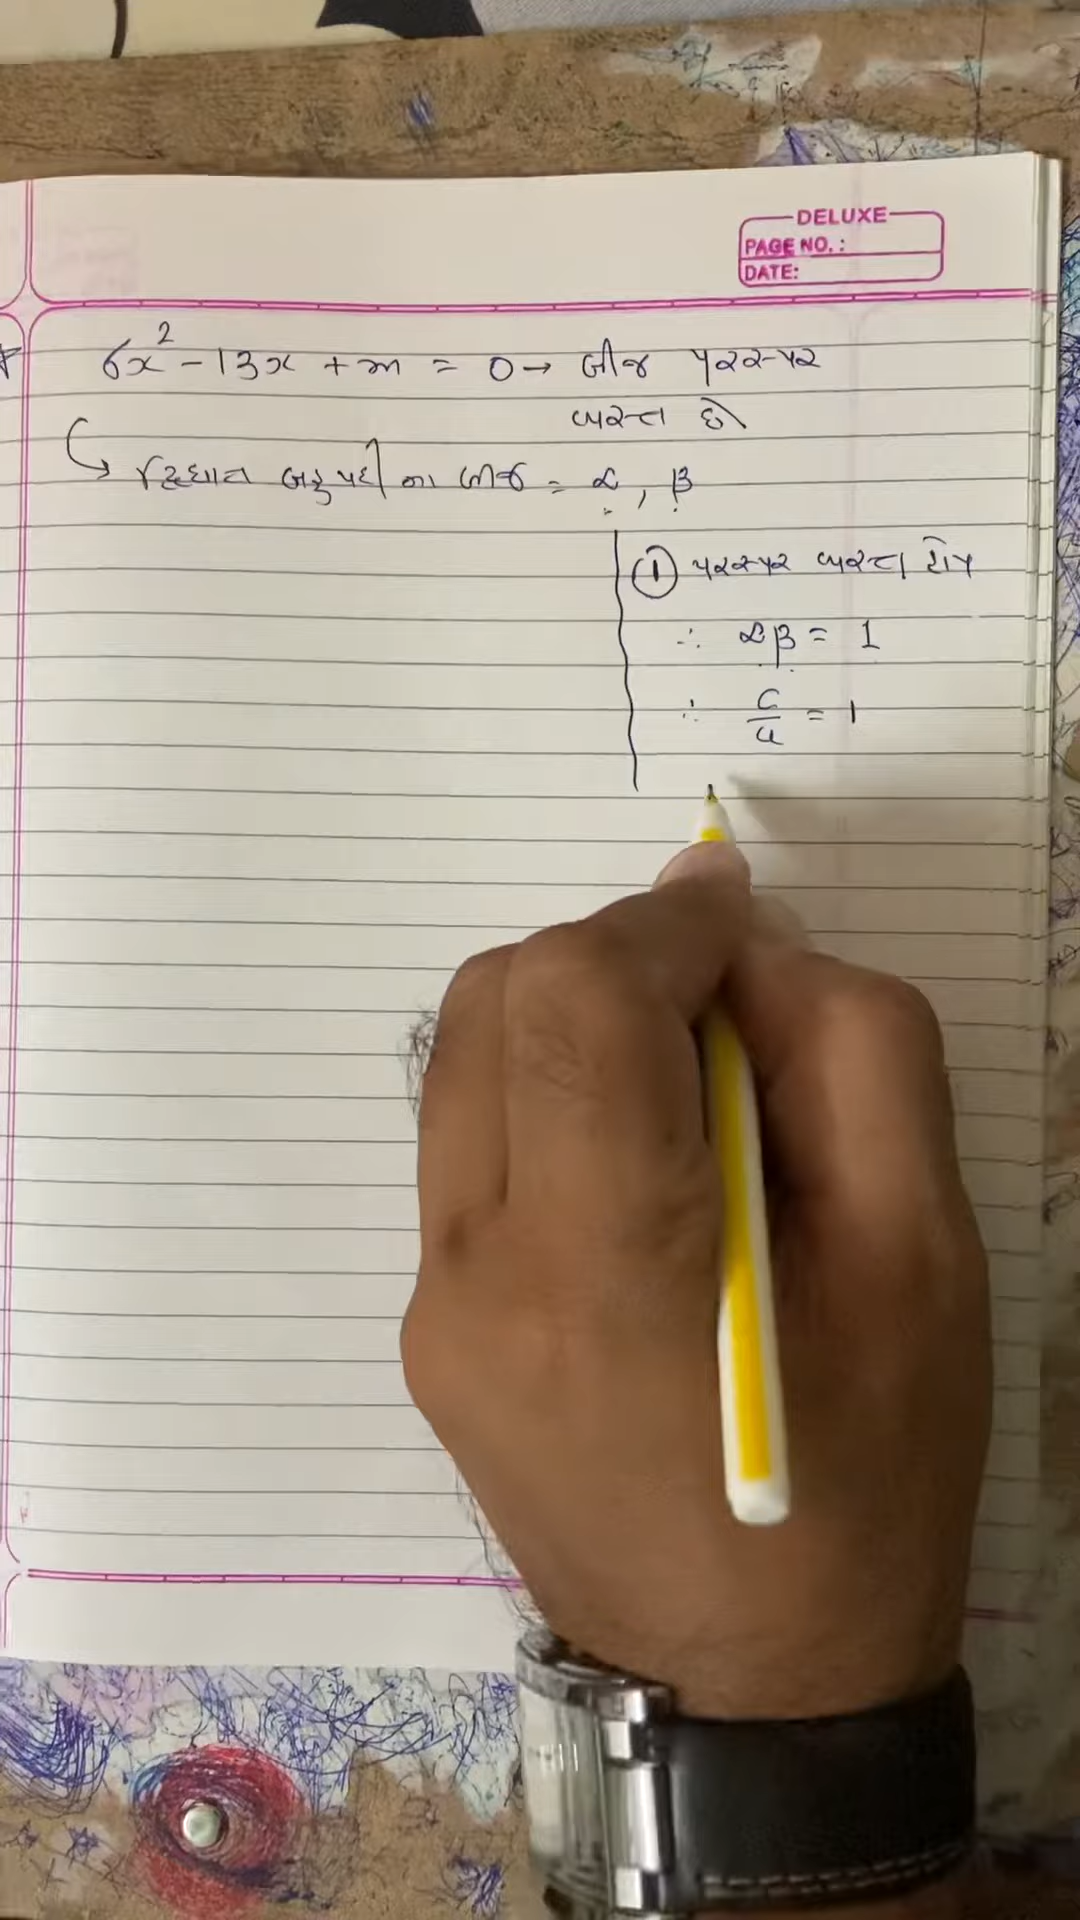 DELUXE
PAGE NO. :
DATE:
6x² - 13x + m = 0 → બીજ પરસ્પર
વ્યસ્ત છે
દ્વિઘાત બહુપદી ના બીજ = α, β
① પરસ્પર વ્યસ્ત હોય
∴ αβ = 1
∴ c/a = 1